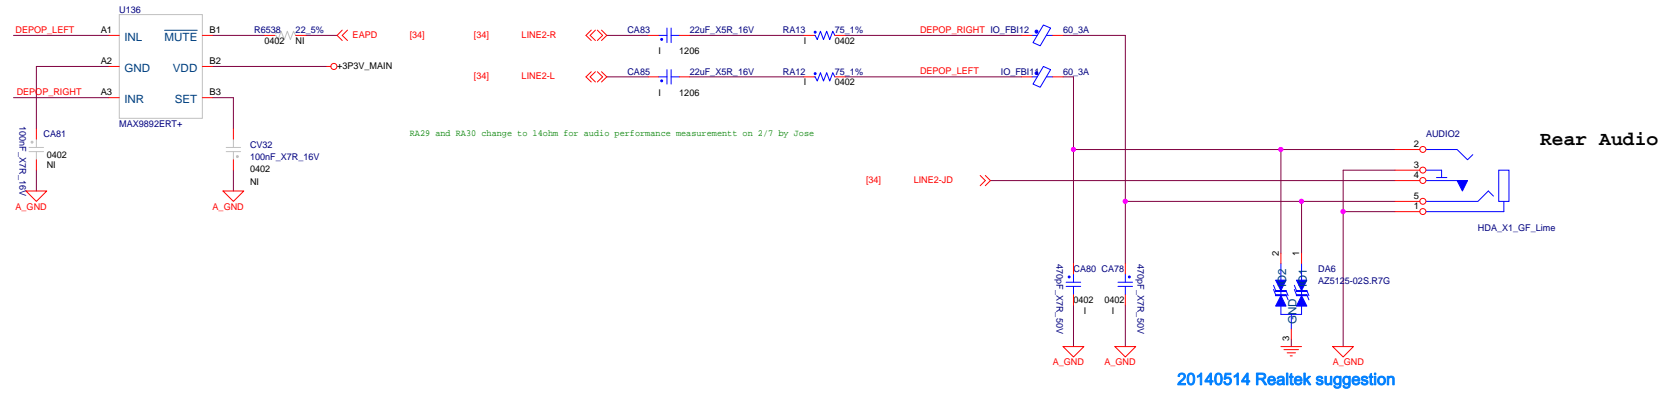 U136
DEPOP_LEFT A1 INL MUTE B1 R6538 22_5% EAPD [34]
0402 NI
A2 GND VDD B2 +3P3V_MAIN
DEPOP_RIGHT A3 INR SET B3
MAX9892ERT+
CA81
100nF_X7R_16V
0402
NI
A_GND
CV32
100nF_X7R_16V
0402
NI
A_GND
[34] LINE2-R CA83 22uF_X5R_16V RA13 75_1% DEPOP_RIGHT IO_FBI12 60_3A
I 1206 I 0402
[34] LINE2-L CA85 22uF_X5R_16V RA12 75_1% DEPOP_LEFT 60_3A
I 1206 I 0402
RA29 and RA30 change to 14ohm for audio performance measurementt on 2/7 by Jose
[34] LINE2-JD
AUDIO2
Rear Audio
2
3
4
5
1
HDA_X1_GF_Lime
470pF_X7R_50V
CA80
0402
I
A_GND
CA78
470pF_X7R_50V
0402
I
A_GND
2
1
DA6
AZ5125-02S.R7G
GND
3
A_GND
20140514 Realtek suggestion